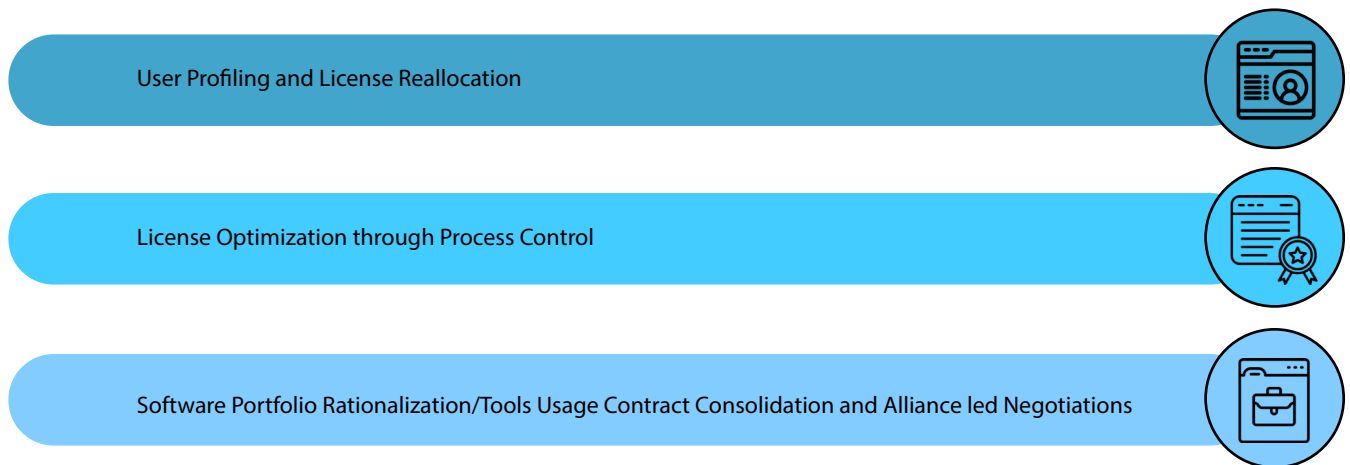 User Profiling and License Reallocation
License Optimization through Process Control
Software Portfolio Rationalization/Tools Usage Contract Consolidation and Alliance led Negotiations